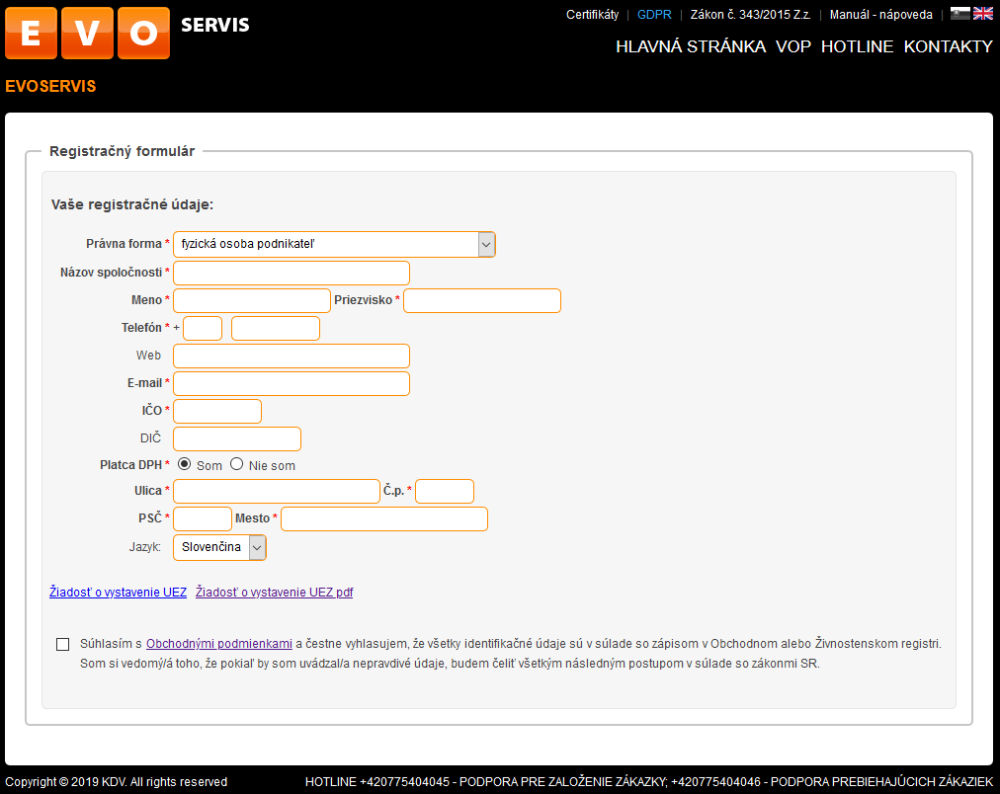 E V O SERVIS
Certifikáty | GDPR | Zákon č. 343/2015 Z.z. | Manuál - nápoveda |
HLAVNÁ STRÁNKA VOP HOTLINE KONTAKTY
EVOSERVIS
Registračný formulár
Vaše registračné údaje:
Právna forma * fyzická osoba podnikateľ
Názov spoločnosti *
Meno * Priezvisko *
Telefón * +
Web
E-mail *
IČO *
DIČ
Platca DPH * Som Nie som
Ulica * Č.p. *
PSČ * Mesto *
Jazyk: Slovenčina
Žiadosť o vystavenie UEZ Žiadosť o vystavenie UEZ pdf
Súhlasím s Obchodnými podmienkami a čestne vyhlasujem, že všetky identifikačné údaje sú v súlade so zápisom v Obchodnom alebo Živnostenskom registri.
Som si vedomý/á toho, že pokiaľ by som uvádzal/a nepravdivé údaje, budem čeliť všetkým následným postupom v súlade so zákonmi SR.
Copyright © 2019 KDV. All rights reserved
HOTLINE +420775404045 - PODPORA PRE ZALOŽENIE ZÁKAZKY; +420775404046 - PODPORA PREBIEHAJÚCICH ZÁKAZIEK